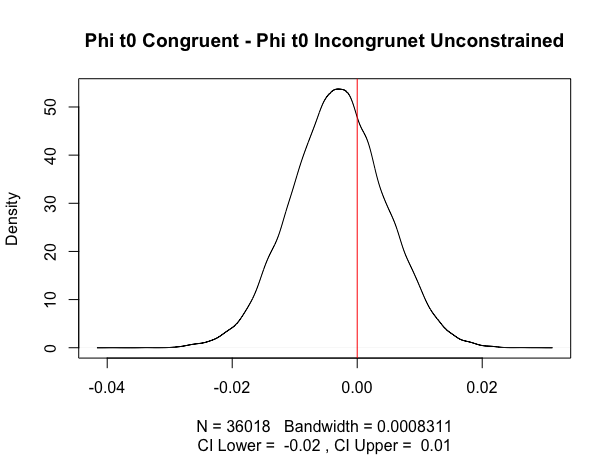 Phi t0 Congruent - Phi t0 Incongrunet Unconstrained
50
40
30
20
10
0
Density
-0.04 -0.02 0.00 0.02
N = 36018 Bandwidth = 0.0008311
CI Lower = -0.02 , CI Upper = 0.01